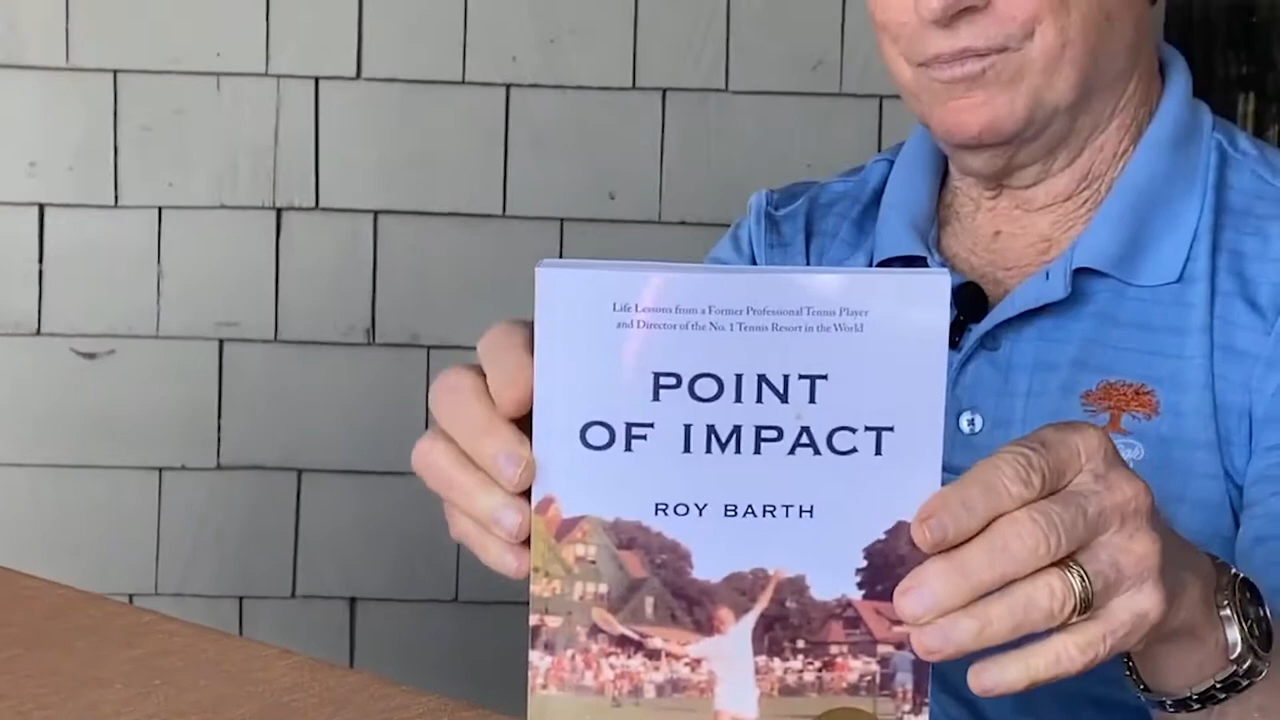 Life Lessons from a Former Professional Tennis Player
and Director of the No. 1 Tennis Resort in the World
POINT
OF IMPACT
ROY BARTH